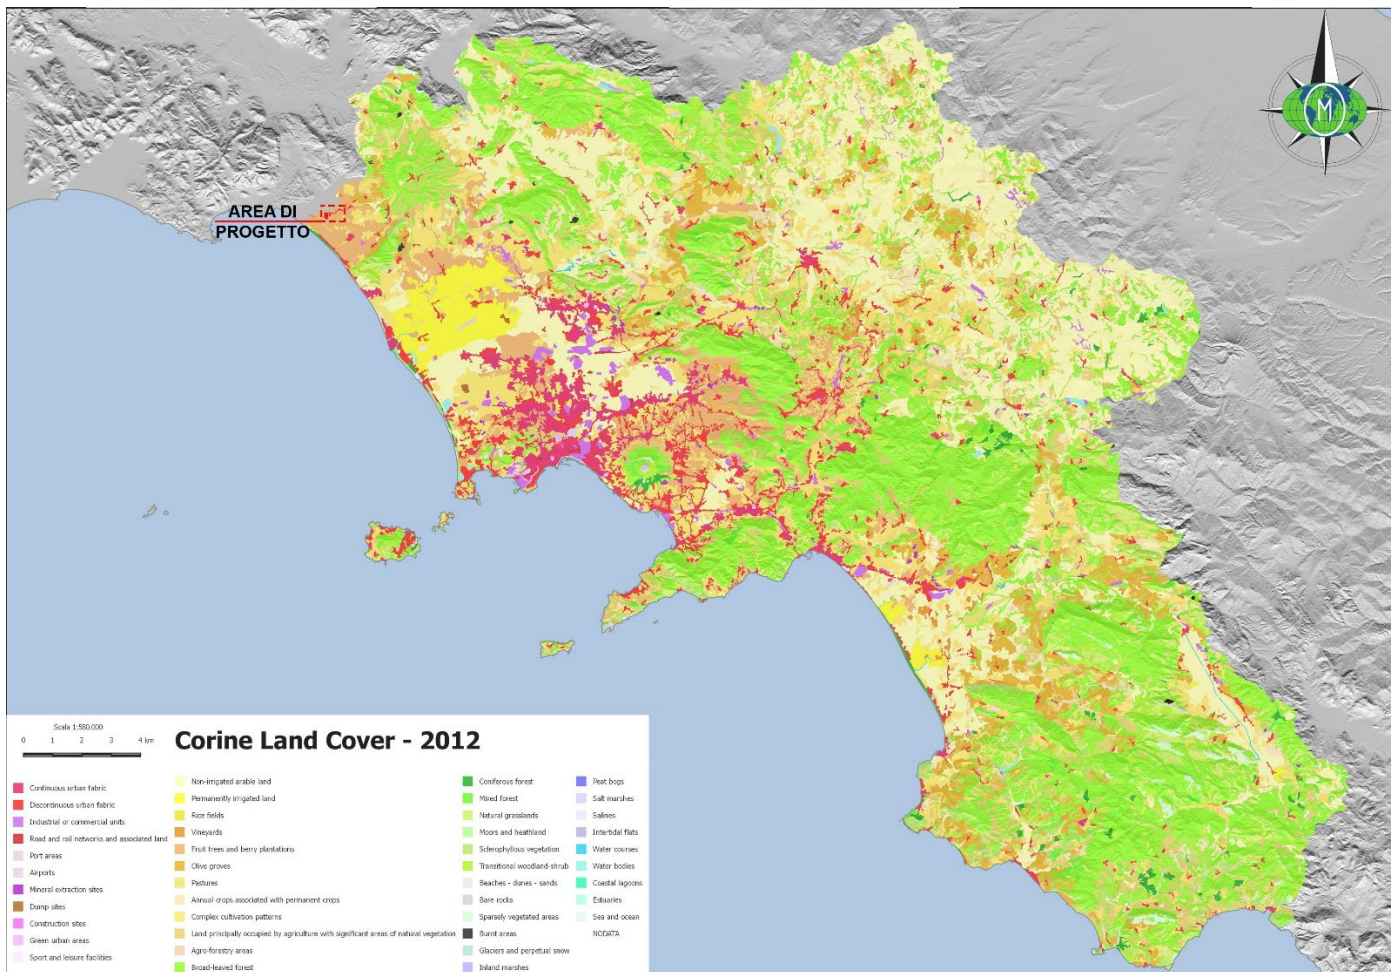 AREA DI
PROGETTO
M
Scala 1:580.000
0 1 2 3 4 km
Corine Land Cover - 2012
Continuous urban fabric
Discontinuous urban fabric
Industrial or commercial units
Road and rail networks and associated land
Port areas
Airports
Mineral extraction sites
Dump sites
Construction sites
Green urban areas
Sport and leisure facilities
Non-irrigated arable land
Permanently irrigated land
Rice fields
Vineyards
Fruit trees and berry plantations
Olive groves
Pastures
Annual crops associated with permanent crops
Complex cultivation patterns
Land principally occupied by agriculture with significant areas of natural vegetation
Agro-forestry areas
Broad-leaved forest
Coniferous forest
Mixed forest
Natural grasslands
Moors and heathland
Sclerophyllous vegetation
Transitional woodland-shrub
Beaches - dunes - sands
Bare rocks
Sparsely vegetated areas
Burnt areas
Glaciers and perpetual snow
Inland marshes
Peat bogs
Salt marshes
Salines
Intertidal flats
Water courses
Water bodies
Coastal lagoons
Estuaries
Sea and ocean
NODATA